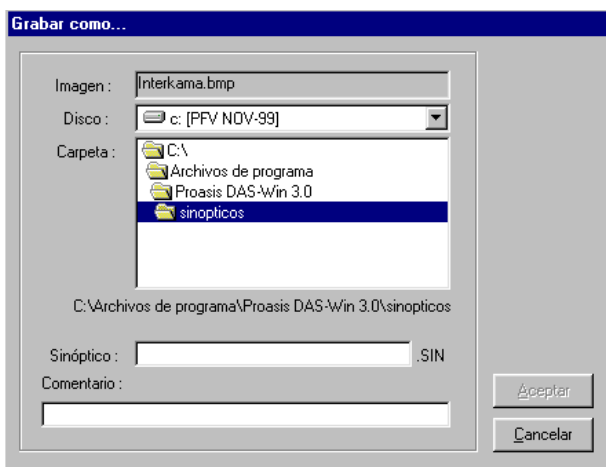 Grabar como...
Imagen : Interkama.bmp
Disco : c: [PFV NOV-99]
Carpeta : C:\
Archivos de programa
Proasis DAS-Win 3.0
sinopticos
C:\Archivos de programa\Proasis DAS-Win 3.0\sinopticos
Sinóptico : .SIN
Comentario :
Aceptar
Cancelar